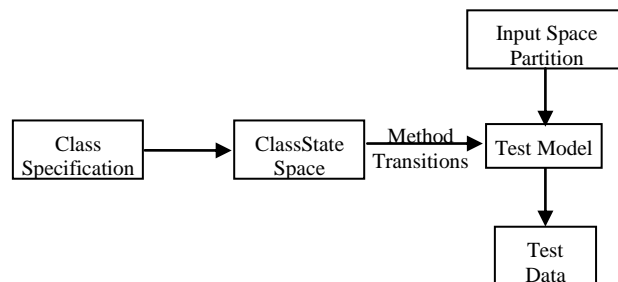 Input Space
Partition
Class
Specification
ClassState
Space
Method
Transitions
Test Model
Test
Data